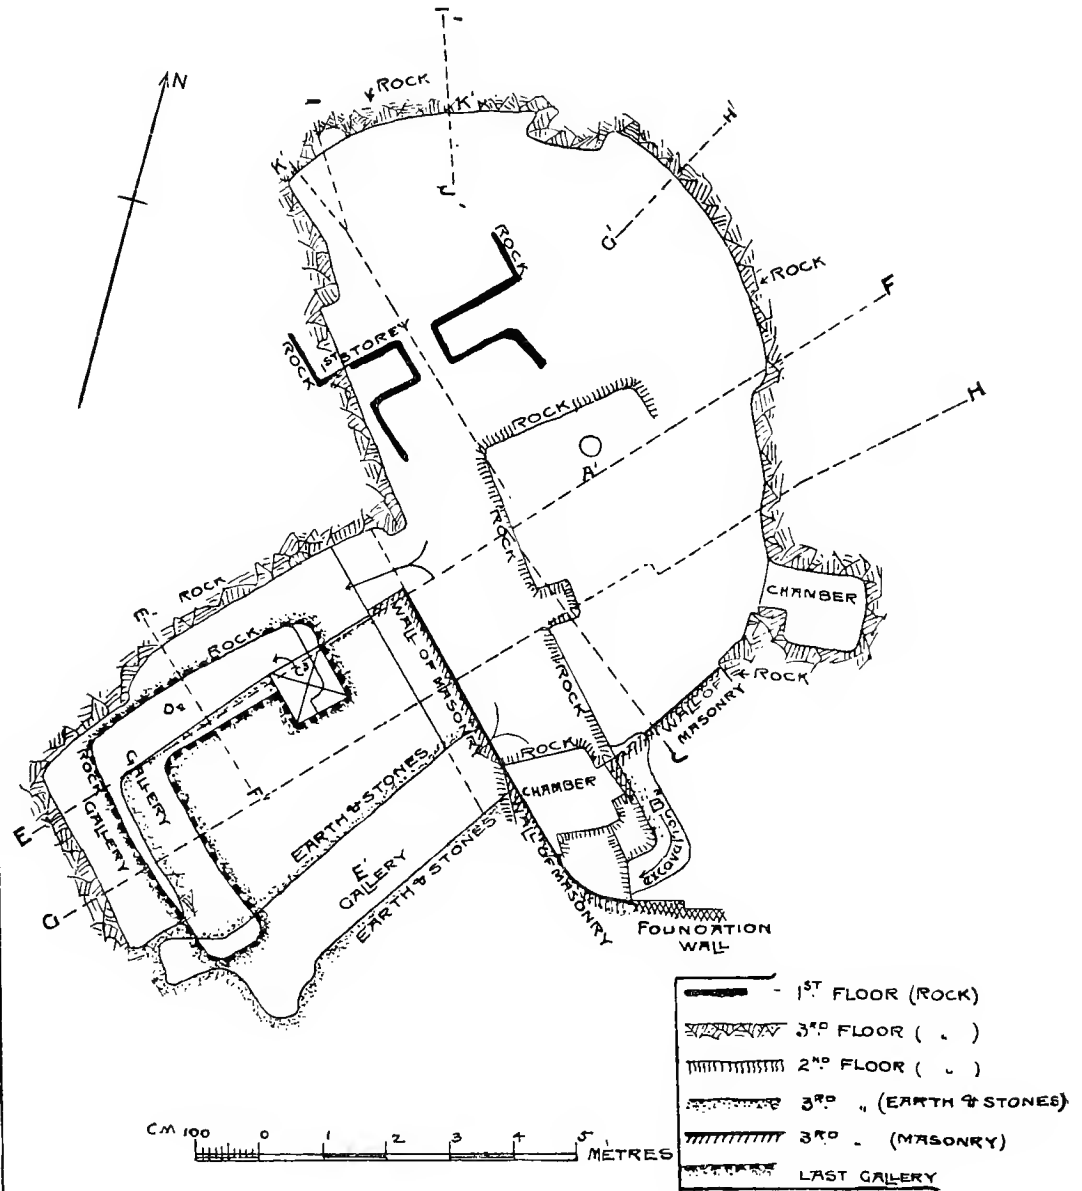 N
ROCK
K'
H'
K'
G'
ROCK
ROCK
F
1ST STOREY
ROCK
H
ROCK
A'
ROCK
ROCK
CHAMBER
E
WALL OF MASONRY
ROCK
ROCK
ROCK
WALL OF MASONRY
L
ROCK
CHAMBER
GALLERY
ROCK
GALLERY
F
EARTH & STONES
E'
GALLERY
EARTH & STONES
E
G
WALL OF MASONRY
FOUNDATION
WALL
1ST. FLOOR (ROCK)
3RD FLOOR ( „ )
2ND FLOOR ( „ )
3RD „ (EARTH & STONES)
3RD „ (MASONRY)
LAST GALLERY
CM 100 0 1 2 3 4 5 METRES